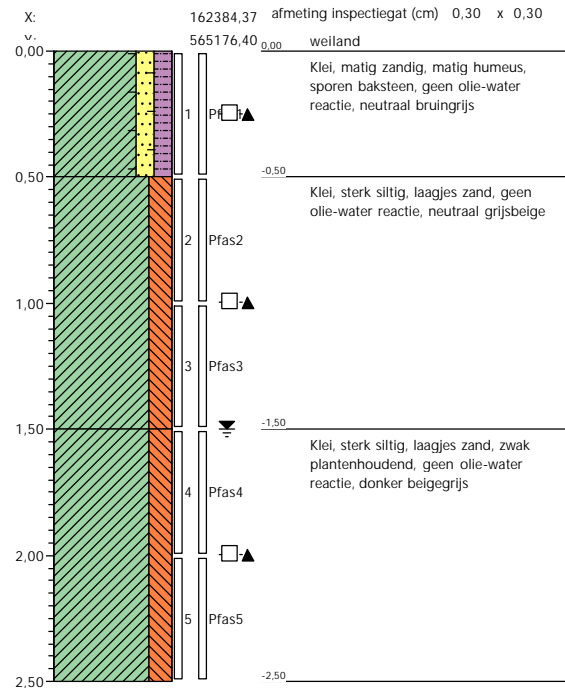 X: 162384,37 afmeting inspectiegat (cm) 0,30 x 0,30
565176,40
0,00 0,00 weiland
Klei, matig zandig, matig humeus,
sporen baksteen, geen olie-water
reactie, neutraal bruingrijs
1
0,50 -0,50
Klei, sterk siltig, laagjes zand, geen
olie-water reactie, neutraal grijsbeige
2 Pfas2
1,00
3 Pfas3
1,50 -1,50
Klei, sterk siltig, laagjes zand, zwak
plantenhoudend, geen olie-water
reactie, donker beigegrijs
4 Pfas4
2,00
5 Pfas5
2,50 -2,50